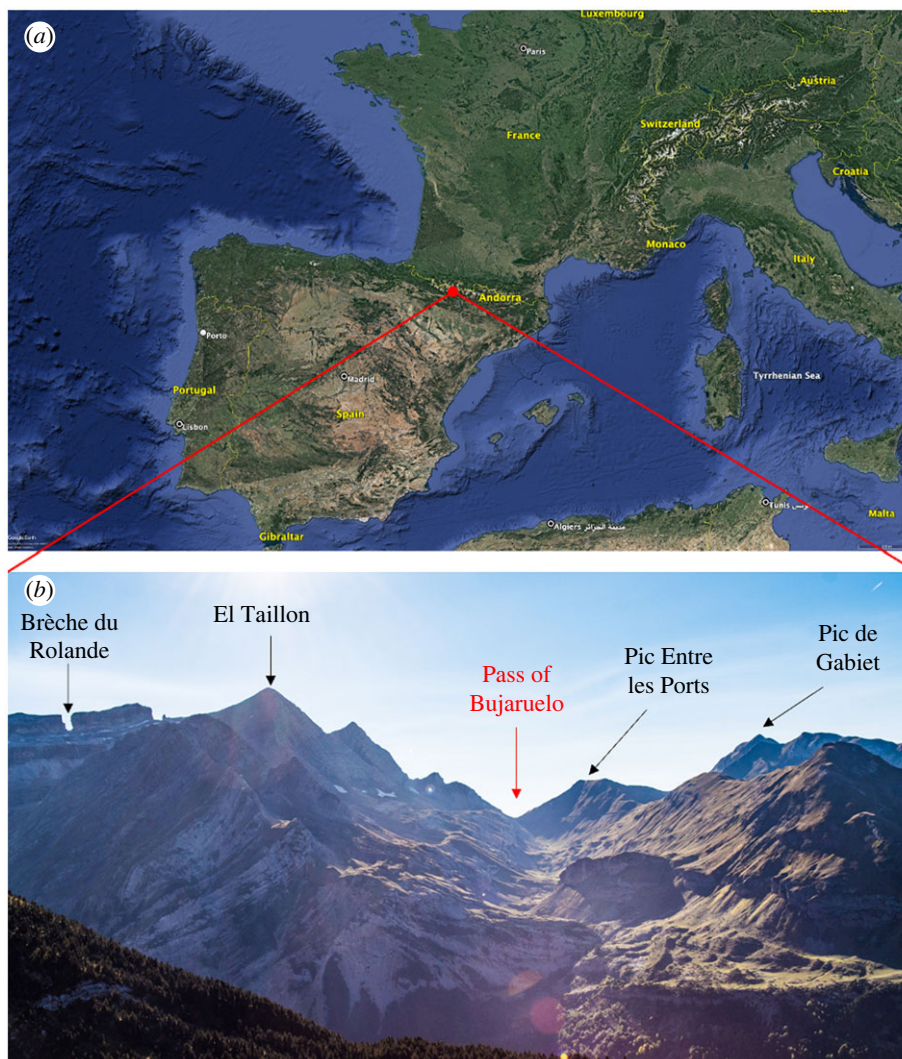 (a)
Luxembourg
Paris
Austria
Switzerland
France
Croatia
Monaco
Italy
Andorra
Porto
Madrid
Tyrrhenian Sea
Portugal
Spain
Lisbon
Tunis تونس
Algiers مدينة الجزائر
Malta
Gibraltar
Google Earth
(b)
Brèche du
Rolande
El Taillon
Pass of
Bujaruelo
Pic Entre
les Ports
Pic de
Gabiet